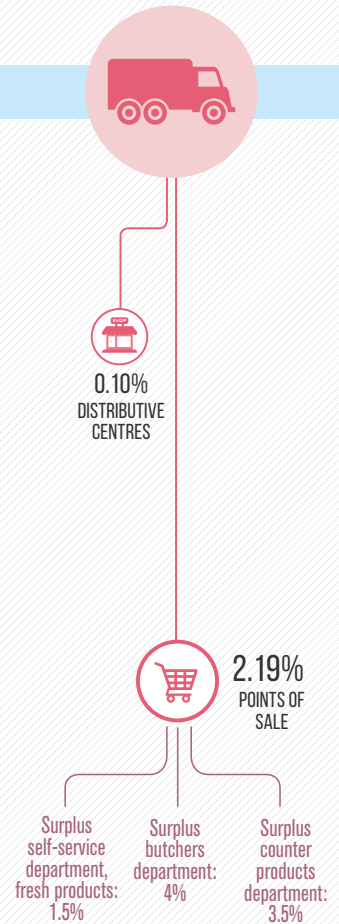 0.10%
DISTRIBUTIVE
CENTRES
2.19%
POINTS OF
SALE
Surplus
self-service
department,
fresh products:
1.5%
Surplus
butchers
department:
4%
Surplus
counter
products
department:
3.5%